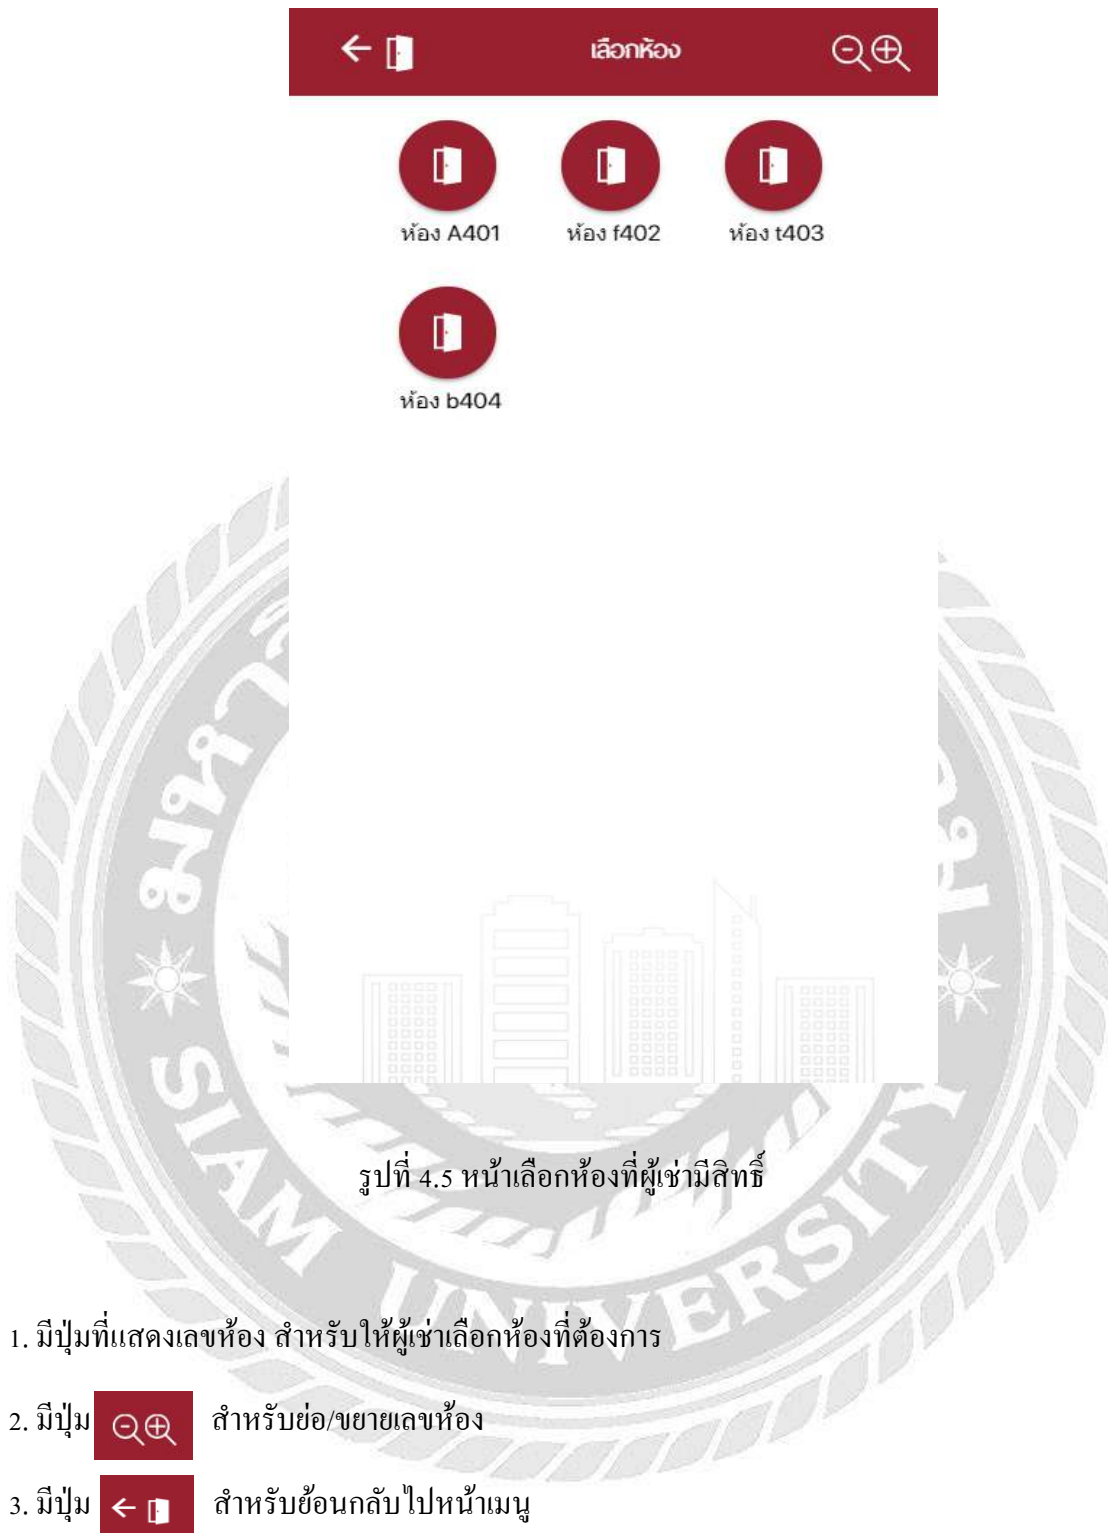 เลือกห้อง
ห้อง A401 ห้อง f402 ห้อง t403
ห้อง b404
รูปที่ 4.5 หน้าเลือกห้องที่ผู้เช่ามีสิทธิ์
SIAM UNIVERSITY
1. มีปุ่มที่แสดงเลขห้อง สำหรับให้ผู้เช่าเลือกห้องที่ต้องการ
2. มีปุ่ม สำหรับย่อ/ขยายเลขห้อง
3. มีปุ่ม สำหรับย้อนกลับไปหน้าเมนู